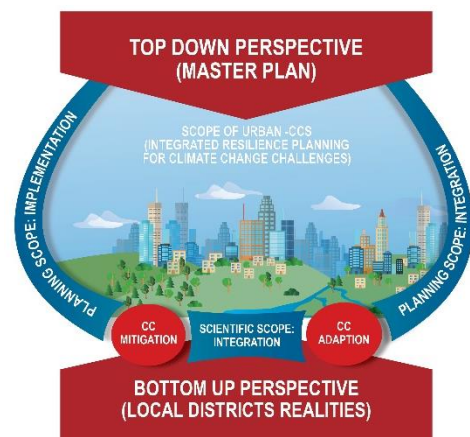 TOP DOWN PERSPECTIVE
(MASTER PLAN)
SCOPE OF URBAN -CCS
(INTEGRATED RESILIENCE PLANNING
FOR CLIMATE CHANGE CHALLENGES)
PLANNING SCOPE: IMPLEMENTATION
PLANNING SCOPE: INTEGRATION
CC
MITIGATION
SCIENTIFIC SCOPE:
INTEGRATION
CC
ADAPTION
BOTTOM UP PERSPECTIVE
(LOCAL DISTRICTS REALITIES)